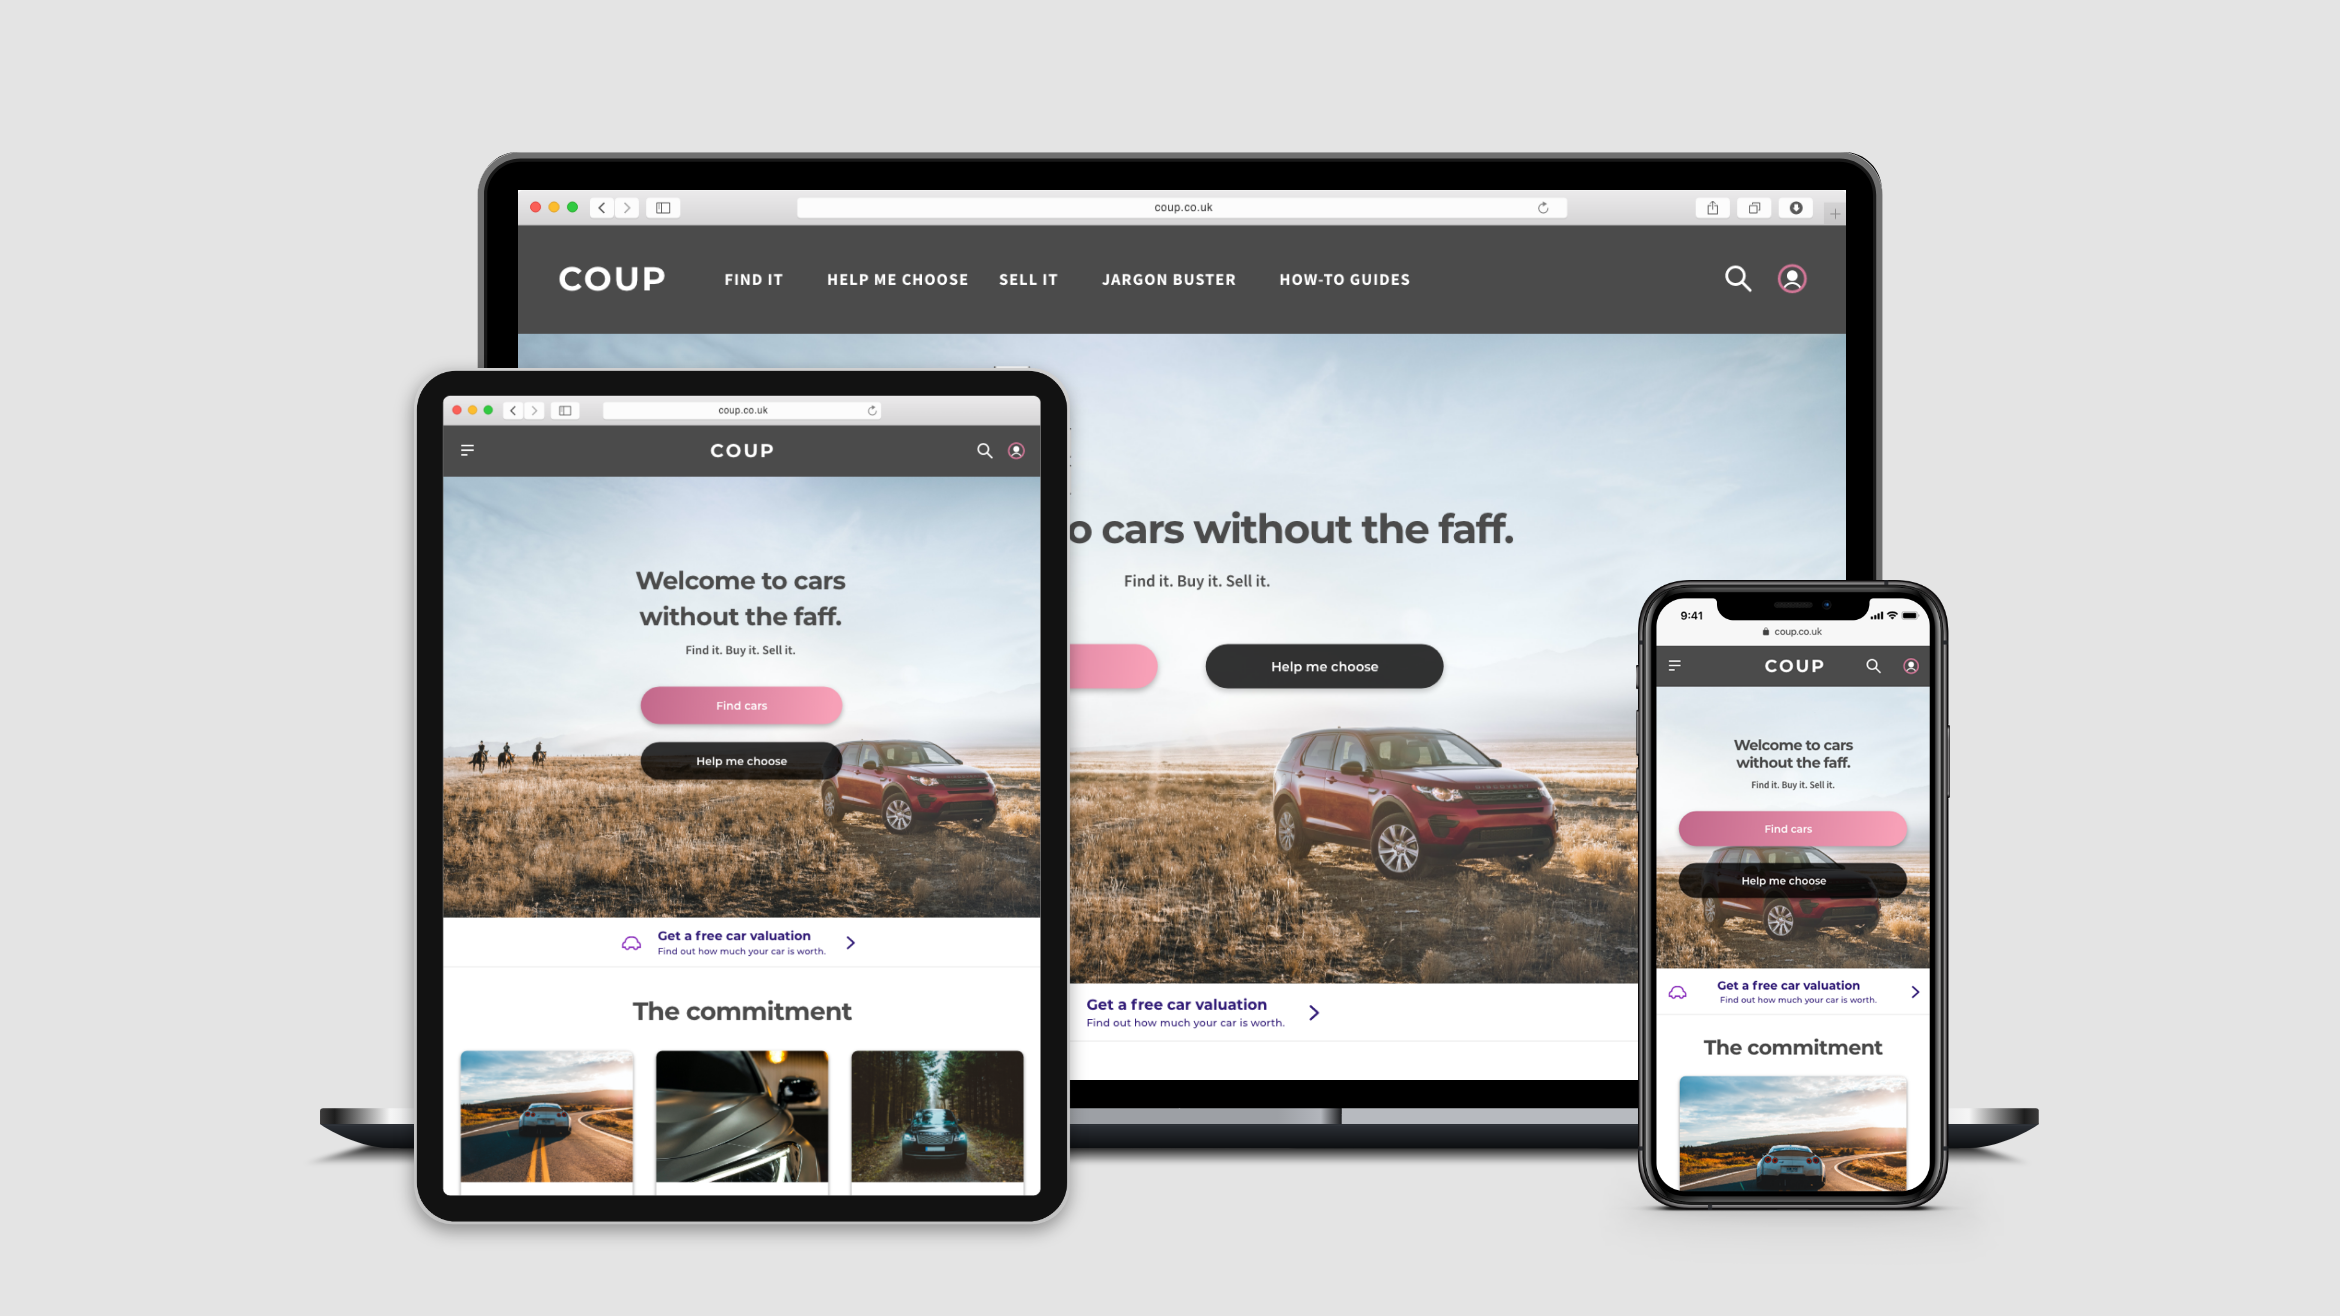 coup.co.uk
COUP
FIND IT
HELP ME CHOOSE
SELL IT
JARGON BUSTER
HOW-TO GUIDES
o cars without the faff.
Find it. Buy it. Sell it.
Help me choose
Get a free car valuation
Find out how much your car is worth.
coup.co.uk
COUP
Welcome to cars
without the faff.
Find it. Buy it. Sell it.
Find cars
Help me choose
Get a free car valuation
Find out how much your car is worth.
The commitment
9:41
coup.co.uk
COUP
Welcome to cars
without the faff.
Find it. Buy it. Sell it.
Find cars
Help me choose
Get a free car valuation
Find out how much your car is worth.
The commitment